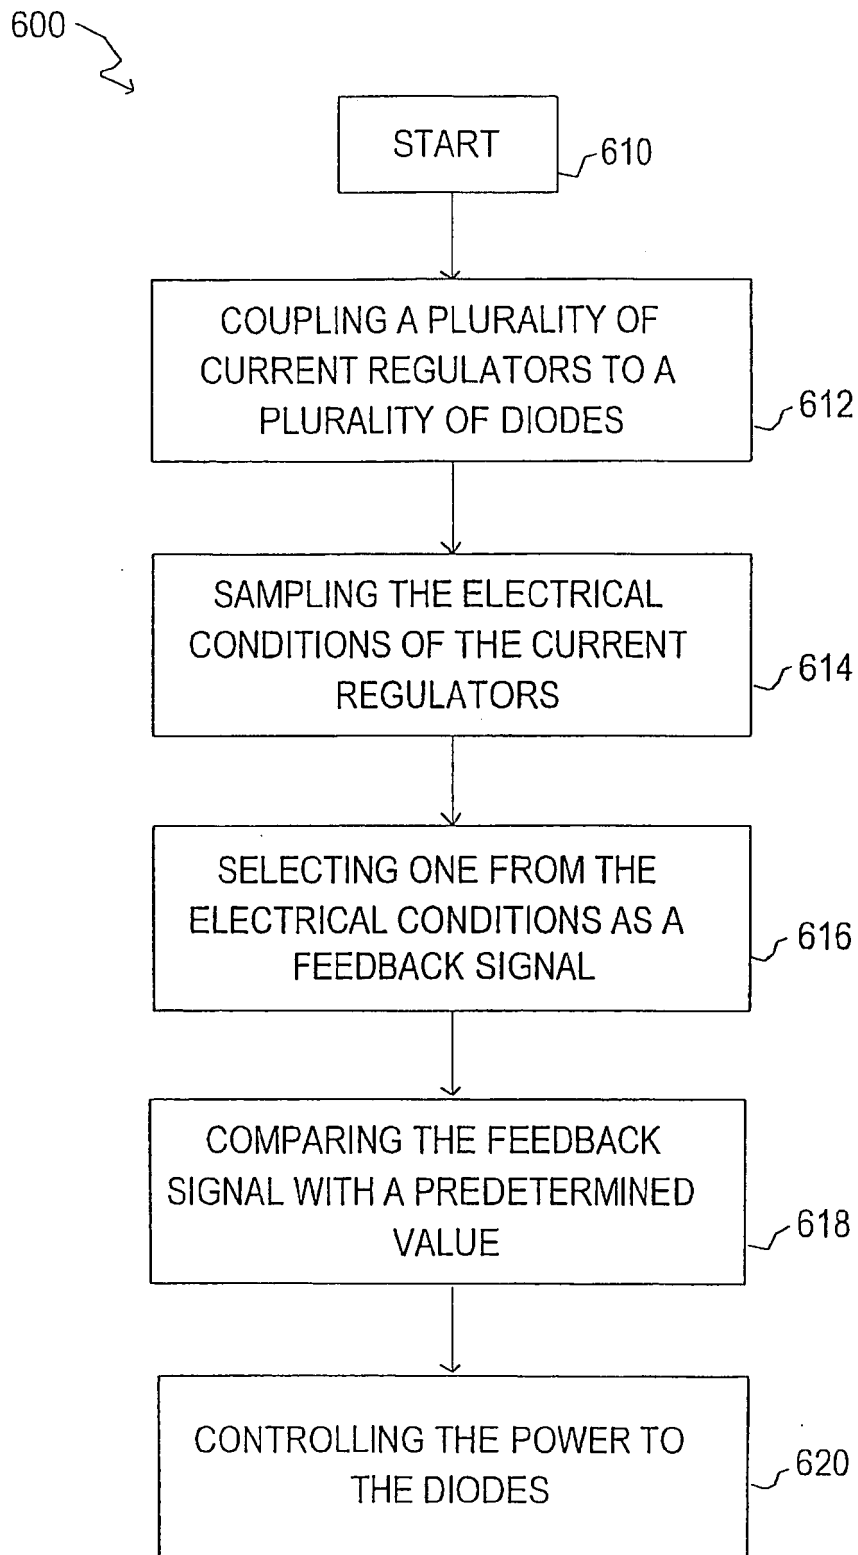 600
START
610
COUPLING A PLURALITY OF
CURRENT REGULATORS TO A
PLURALITY OF DIODES
612
SAMPLING THE ELECTRICAL
CONDITIONS OF THE CURRENT
REGULATORS
614
SELECTING ONE FROM THE
ELECTRICAL CONDITIONS AS A
FEEDBACK SIGNAL
616
COMPARING THE FEEDBACK
SIGNAL WITH A PREDETERMINED
VALUE
618
CONTROLLING THE POWER TO
THE DIODES
620